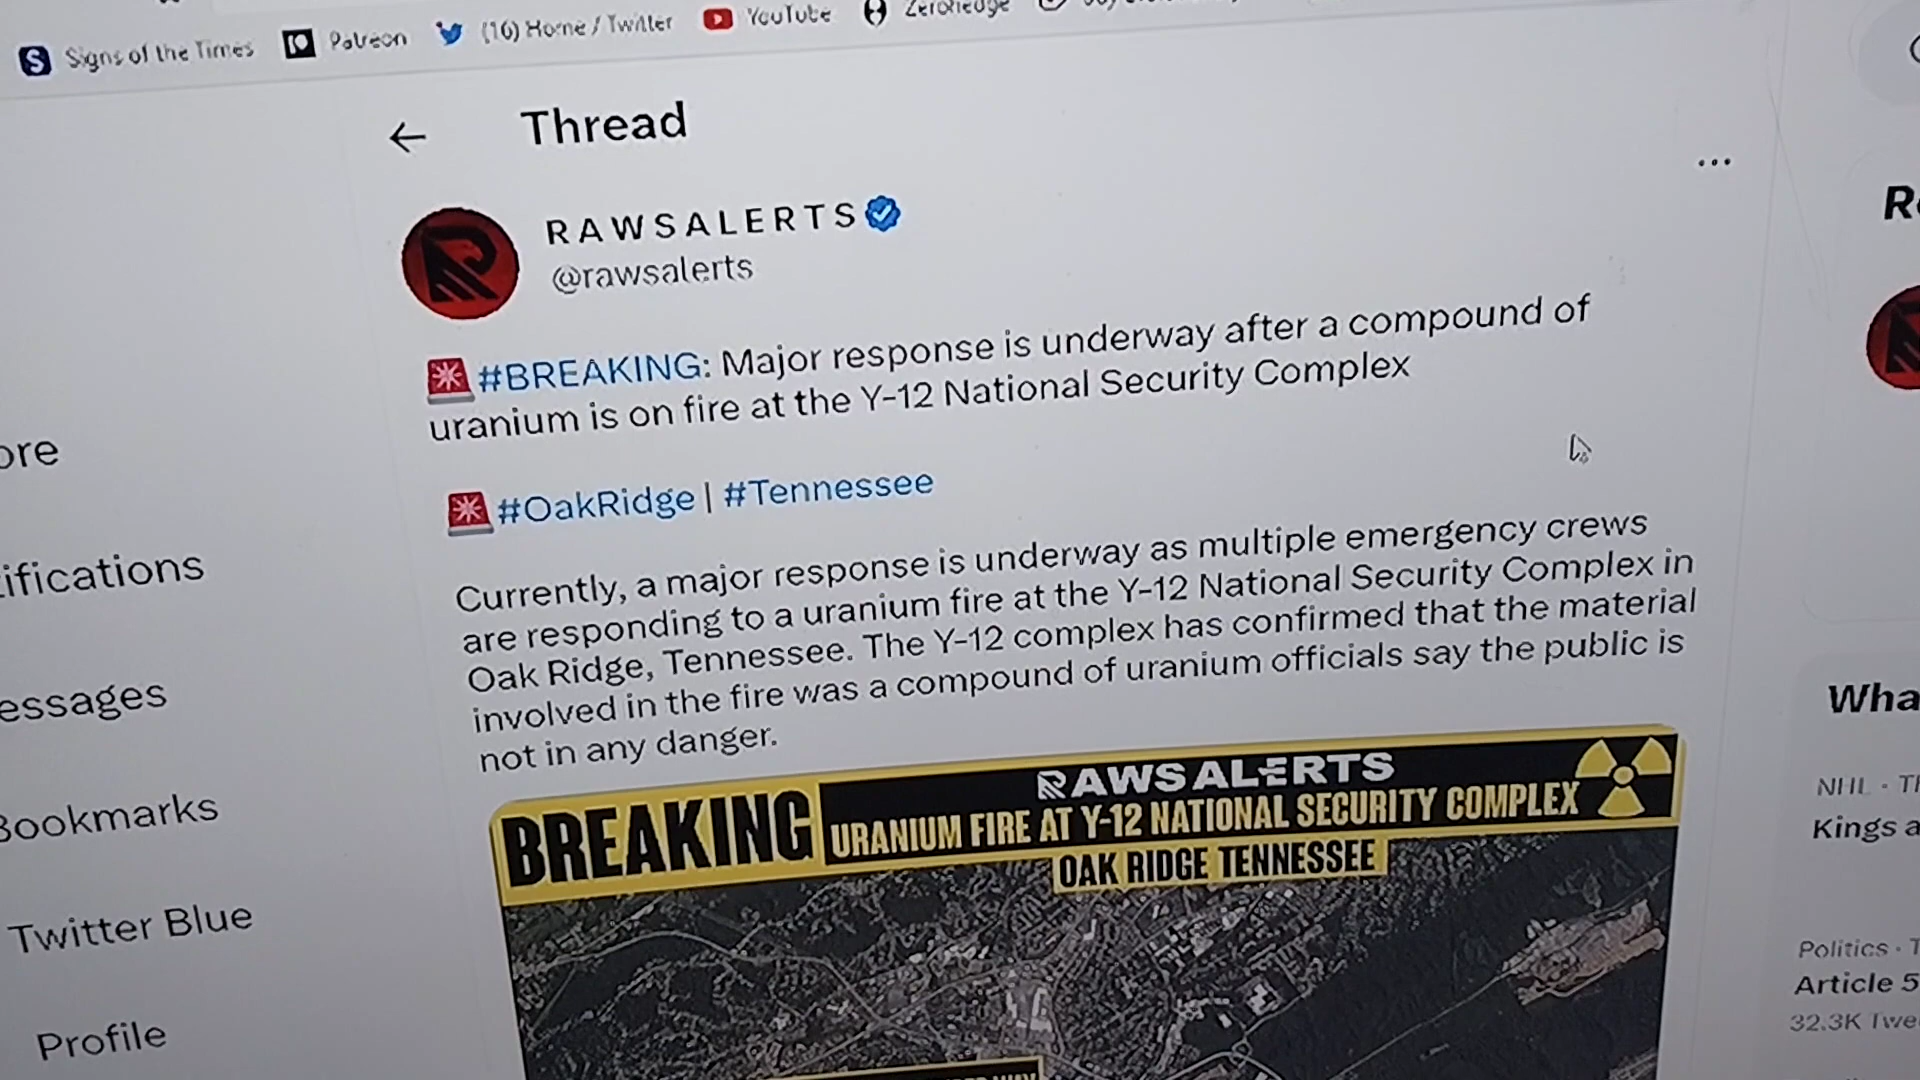 Signs of the Times Patreon (16) Home / Twitter YouTube ZeroHedge
Thread
RAWSALERTS
@rawsalerts
#BREAKING: Major response is underway after a compound of
uranium is on fire at the Y-12 National Security Complex
#OakRidge | #Tennessee
Currently, a major response is underway as multiple emergency crews
are responding to a uranium fire at the Y-12 National Security Complex in
Oak Ridge, Tennessee. The Y-12 complex has confirmed that the material
involved in the fire was a compound of uranium officials say the public is
not in any danger.
RAWSALERTS
BREAKING URANIUM FIRE AT Y-12 NATIONAL SECURITY COMPLEX
OAK RIDGE TENNESSEE
ore
ifications
essages
Bookmarks
Twitter Blue
Profile
Wha
NHL ·
Kings a
Politics ·
Article 5
32.3K Twe